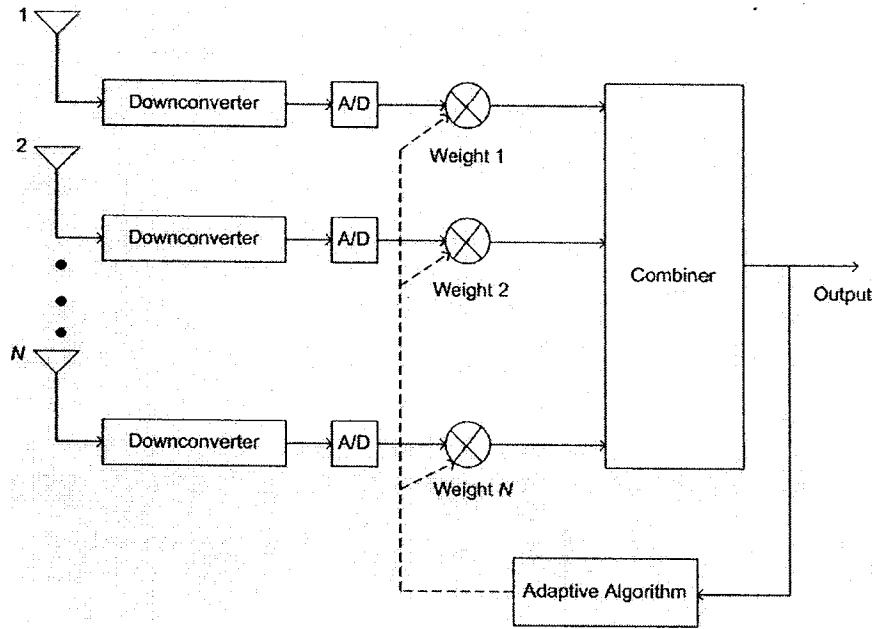 1
Downconverter
A/D
Weight 1
2
Downconverter
A/D
Weight 2
Combiner
Output
N
Downconverter
A/D
Weight N
Adaptive Algorithm